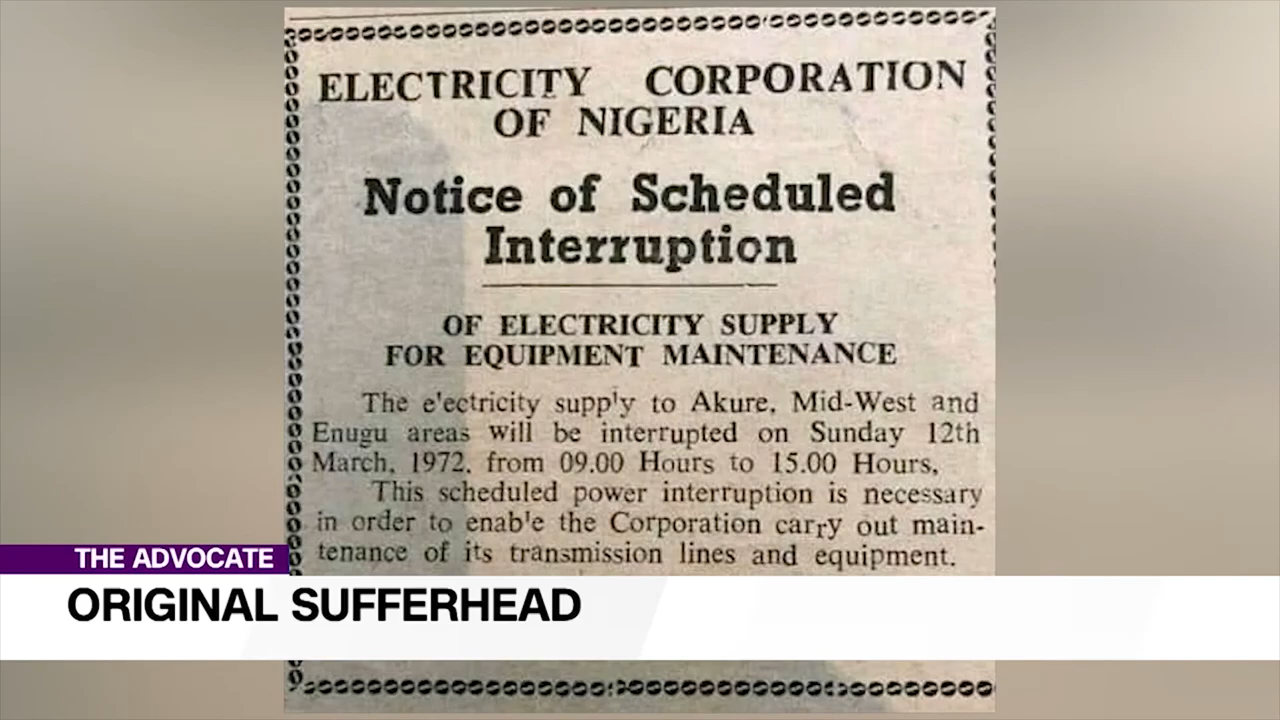 ELECTRICITY CORPORATION
OF NIGERIA
Notice of Scheduled
Interruption
OF ELECTRICITY SUPPLY
FOR EQUIPMENT MAINTENANCE
The e'ectricity supp'y to Akure, Mid-West and
Enugu areas will be interrupted on Sunday 12th
March, 1972, from 09.00 Hours to 15.00 Hours,
This scheduled power interruption is necessary
in order to enab'e the Corporation carry out main-
tenance of its transmission lines and equipment.
THE ADVOCATE
ORIGINAL SUFFERHEAD